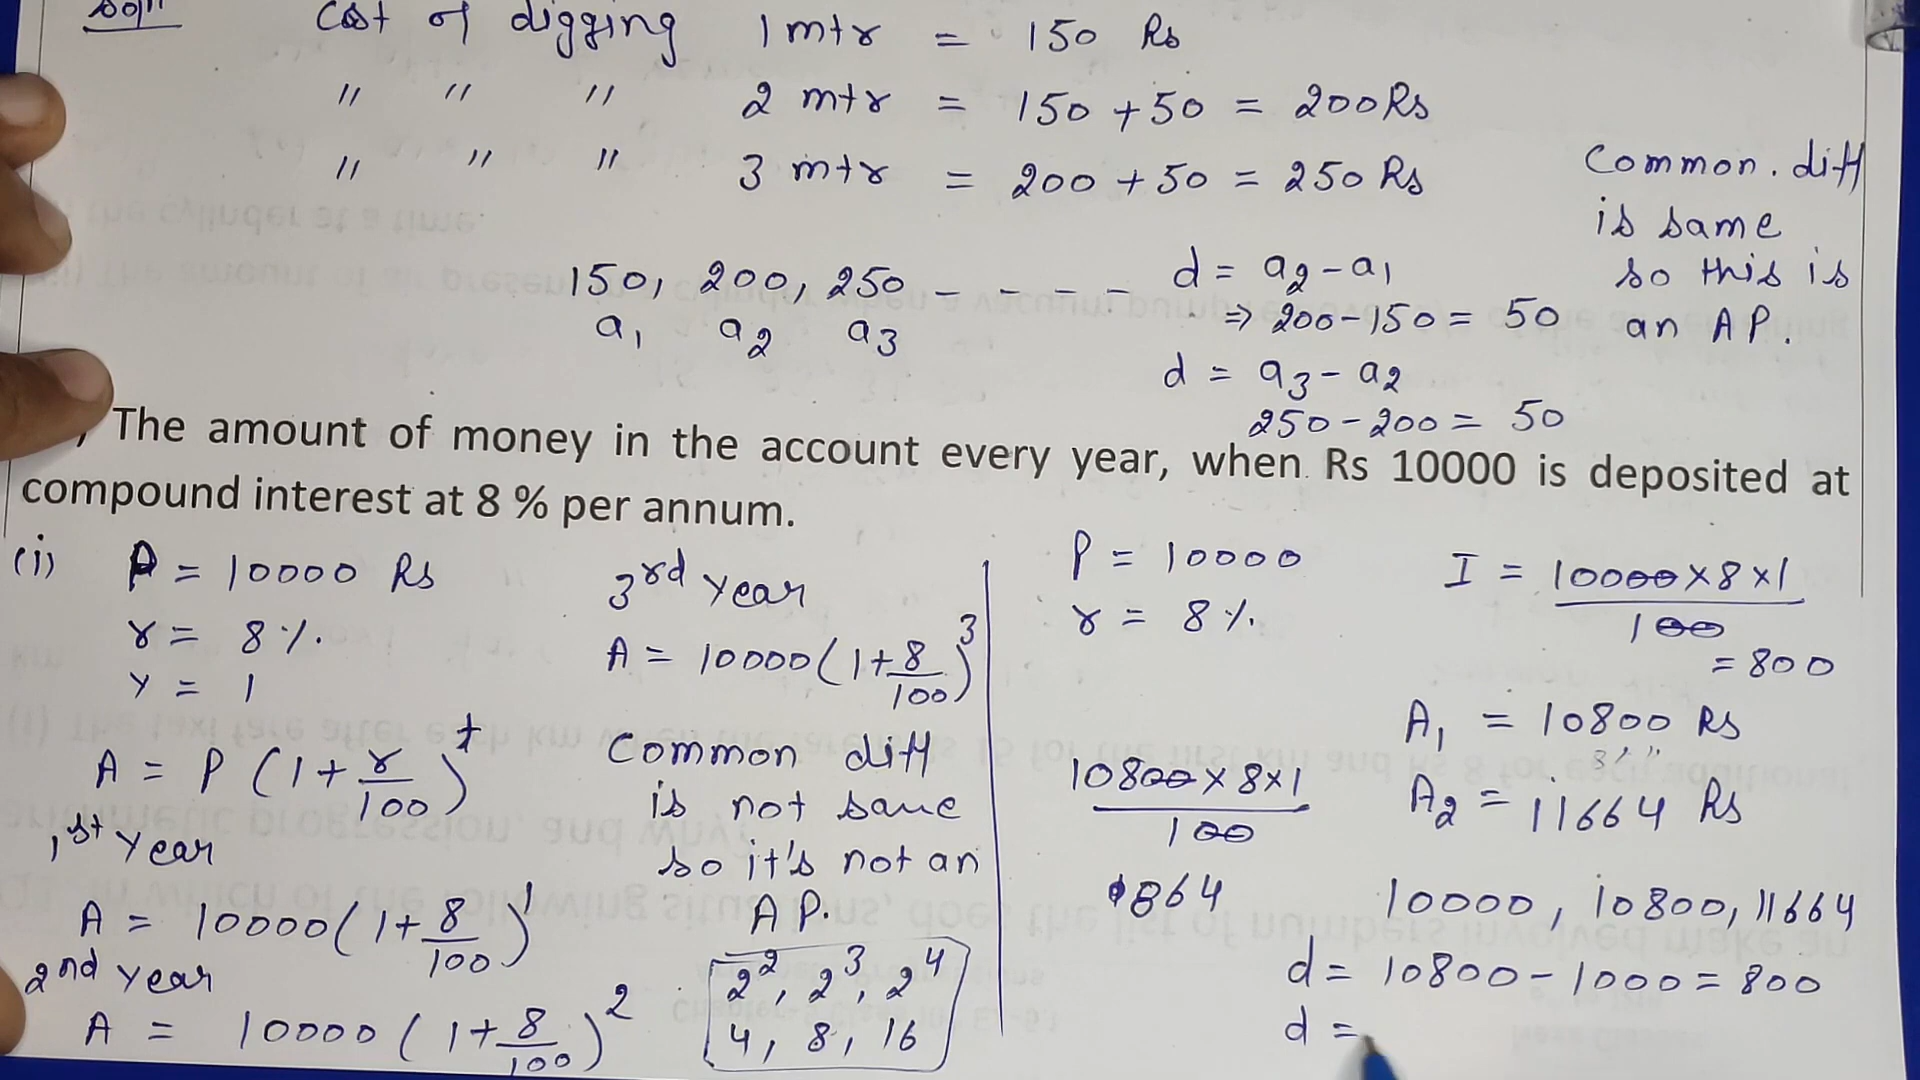 Soln Cost of digging 1 mtr = 150 Rs
" " " 2 mtr = 150 + 50 = 200 Rs
" " " 3 mtr = 200 + 50 = 250 Rs
Common. diff
is same
so this is
an AP.
150, 200, 250 - - - -
a1 a2 a3
d = a2 - a1
⇒ 200 - 150 = 50
d = a3 - a2
250 - 200 = 50
The amount of money in the account every year, when Rs 10000 is deposited at
compound interest at 8 % per annum.
(i) P = 10000 Rs
r = 8 %.
Y = 1
A = P (1 + r/100)^t
1st Year
A = 10000 (1 + 8/100)^1
2nd Year
A = 10000 (1 + 8/100)^2
3rd Year
A = 10000 (1 + 8/100)^3
Common diff
is not same
so it's not an
AP.
2^2, 2^3, 2^4
4, 8, 16
P = 10000
r = 8 %.
I = 10000 × 8 × 1 / 100
= 800
A1 = 10800 Rs
10800 × 8 × 1 / 100
864
A2 = 11664 Rs
10000, 10800, 11664
d = 10800 - 1000 = 800
d =